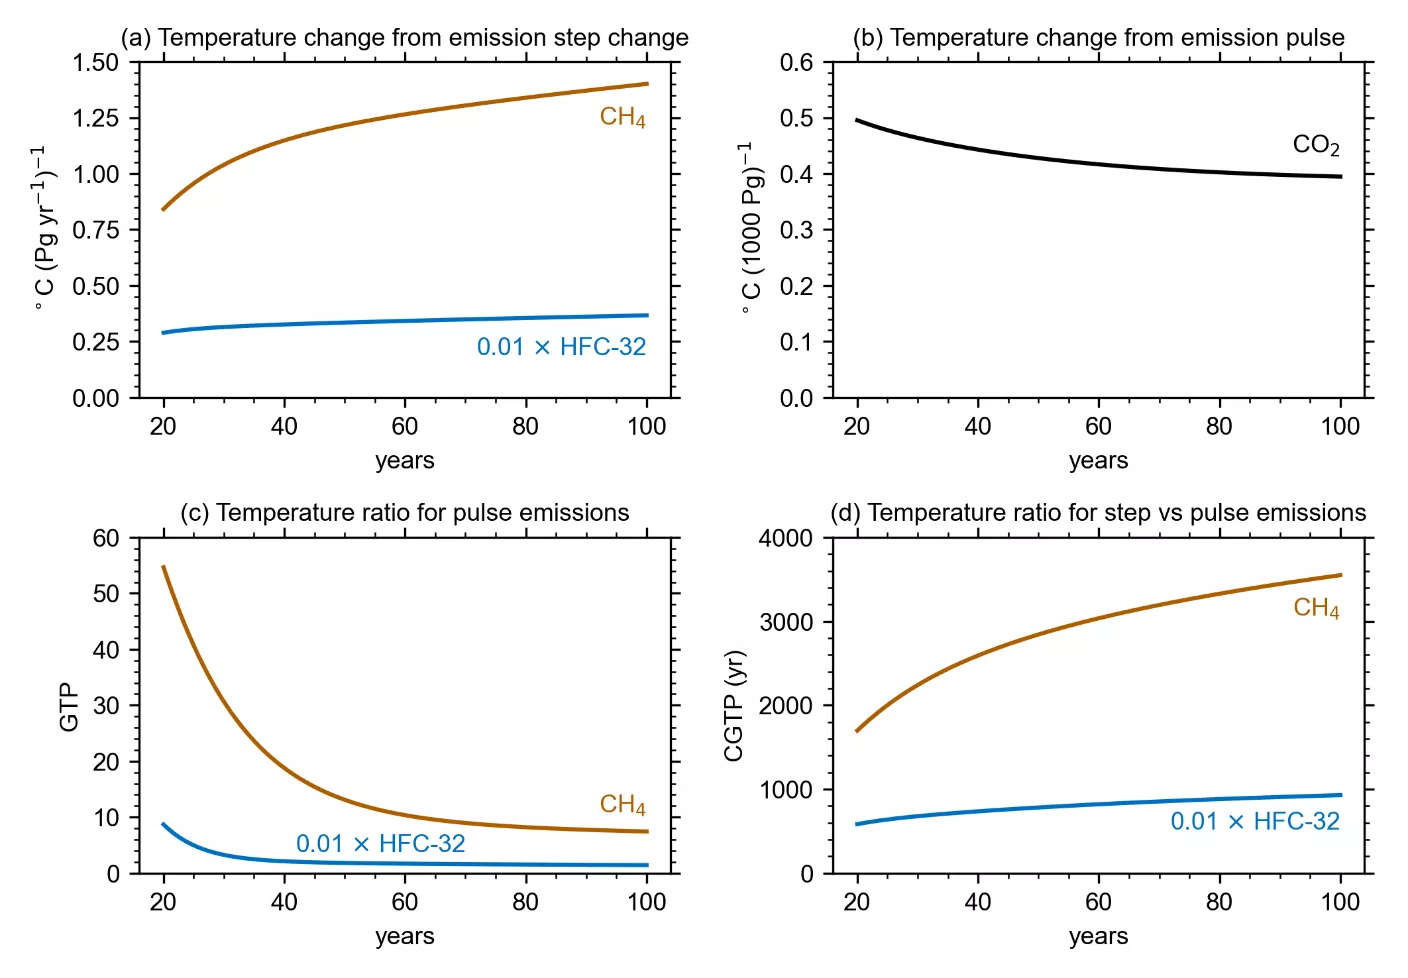 (a) Temperature change from emission step change
1.50
1.25
1.00
0.75
0.50
0.25
0.00
°C (Pg yr⁻¹)⁻¹
CH₄
0.01 × HFC-32
20 40 60 80 100
years
(b) Temperature change from emission pulse
0.6
0.5
0.4
0.3
0.2
0.1
0.0
°C (1000 Pg)⁻¹
CO₂
20 40 60 80 100
years
(c) Temperature ratio for pulse emissions
60
50
40
30
20
10
0
GTP
CH₄
0.01 × HFC-32
20 40 60 80 100
years
(d) Temperature ratio for step vs pulse emissions
4000
3000
2000
1000
0
CGTP (yr)
CH₄
0.01 × HFC-32
20 40 60 80 100
years